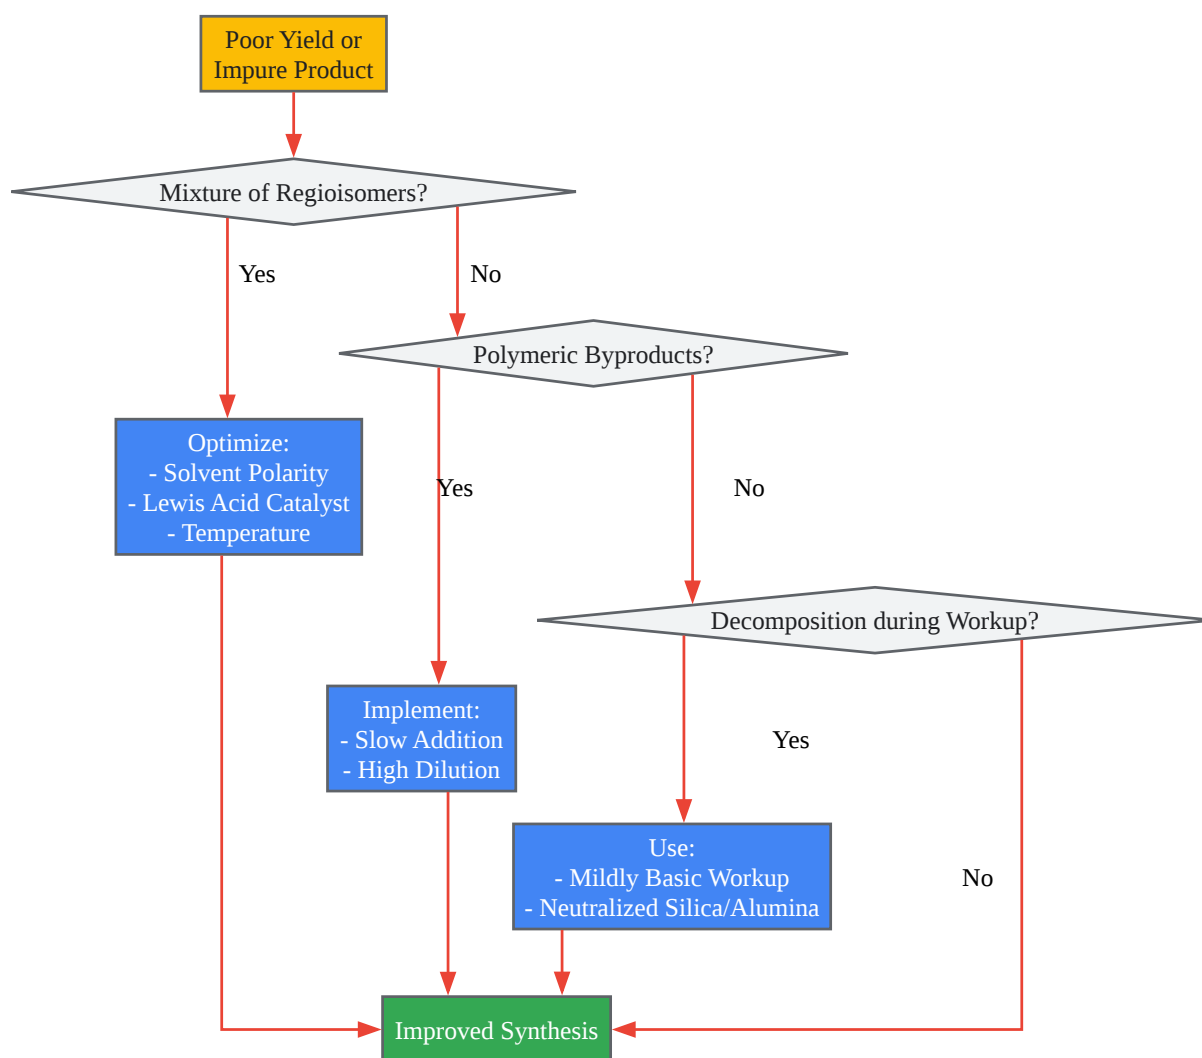 Poor Yield or
Impure Product
Mixture of Regioisomers?
Yes
No
Polymeric Byproducts?
Optimize:
- Solvent Polarity
- Lewis Acid Catalyst
- Temperature
Yes
No
Decomposition during Workup?
Implement:
- Slow Addition
- High Dilution
Yes
Use:
- Mildly Basic Workup
- Neutralized Silica/Alumina
No
Improved Synthesis